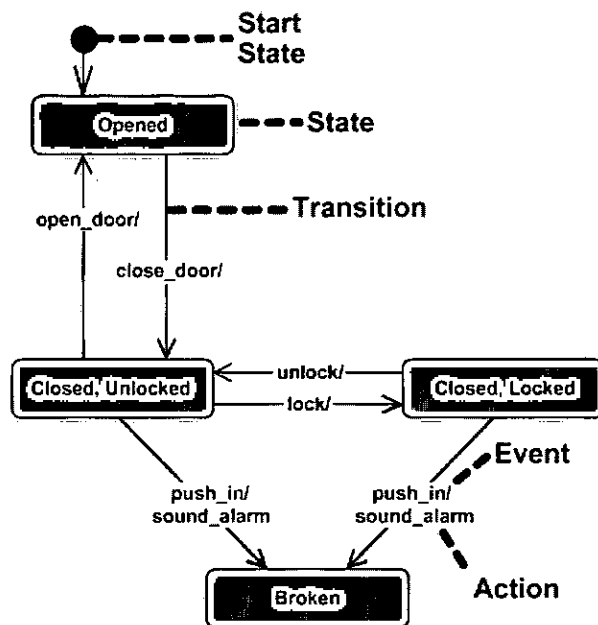 Start
State
Opened
State
open_door/
Transition
close_door/
Closed, Unlocked
unlock/
lock/
Closed, Locked
Event
push_in/
sound_alarm
push_in/
sound_alarm
Action
Broken